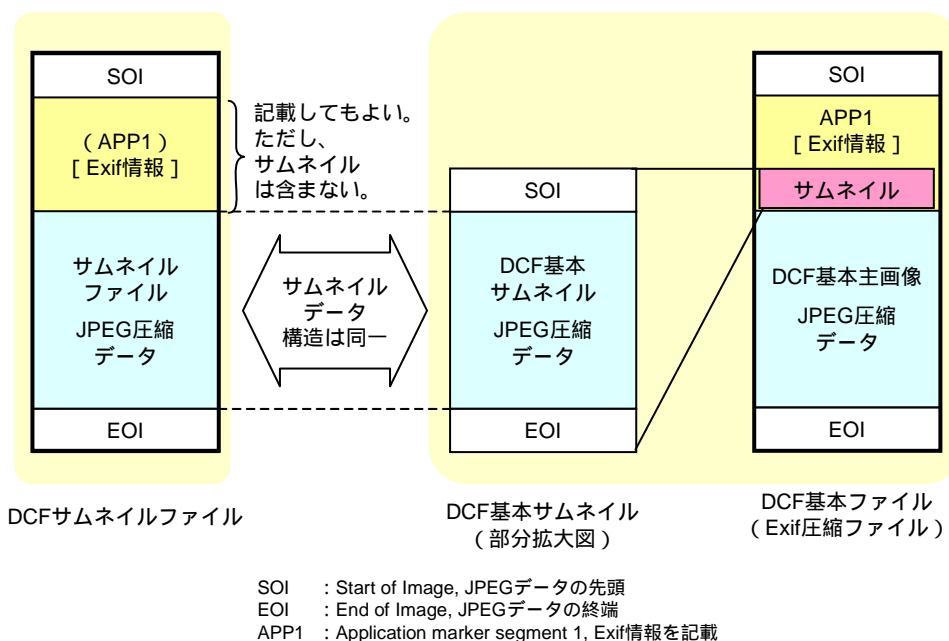 SOI
(APP1)
[Exif情報]
サムネイル
ファイル
JPEG圧縮
データ
EOI
DCFサムネイルファイル
記載してもよい。
ただし、
サムネイル
は含まない。
サムネイル
データ
構造は同一
SOI
DCF基本
サムネイル
JPEG圧縮
データ
EOI
DCF基本サムネイル
(部分拡大図)
SOI
APP1
[Exif情報]
サムネイル
DCF基本主画像
JPEG圧縮
データ
EOI
DCF基本ファイル
(Exif圧縮ファイル)
SOI : Start of Image, JPEGデータの先頭
EOI : End of Image, JPEGデータの終端
APP1 : Application marker segment 1, Exif情報を記載